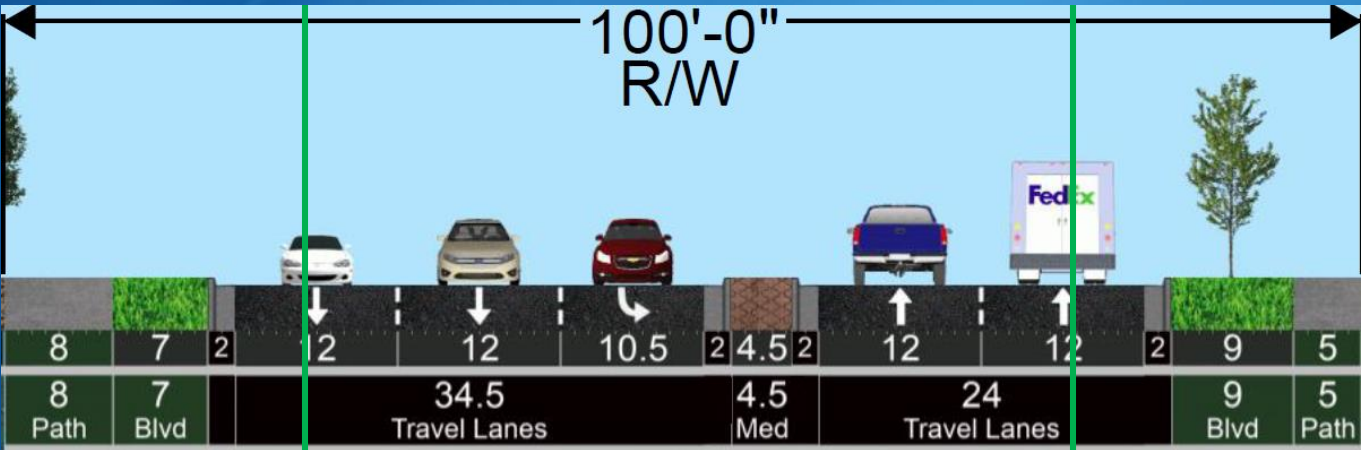 100'-0"
R/W
FedEx
8 7 2 12 12 10.5 2 4.5 2 12 12 2 9 5
8 7 34.5 4.5 24 9 5
Path Blvd Travel Lanes Med Travel Lanes Blvd Path